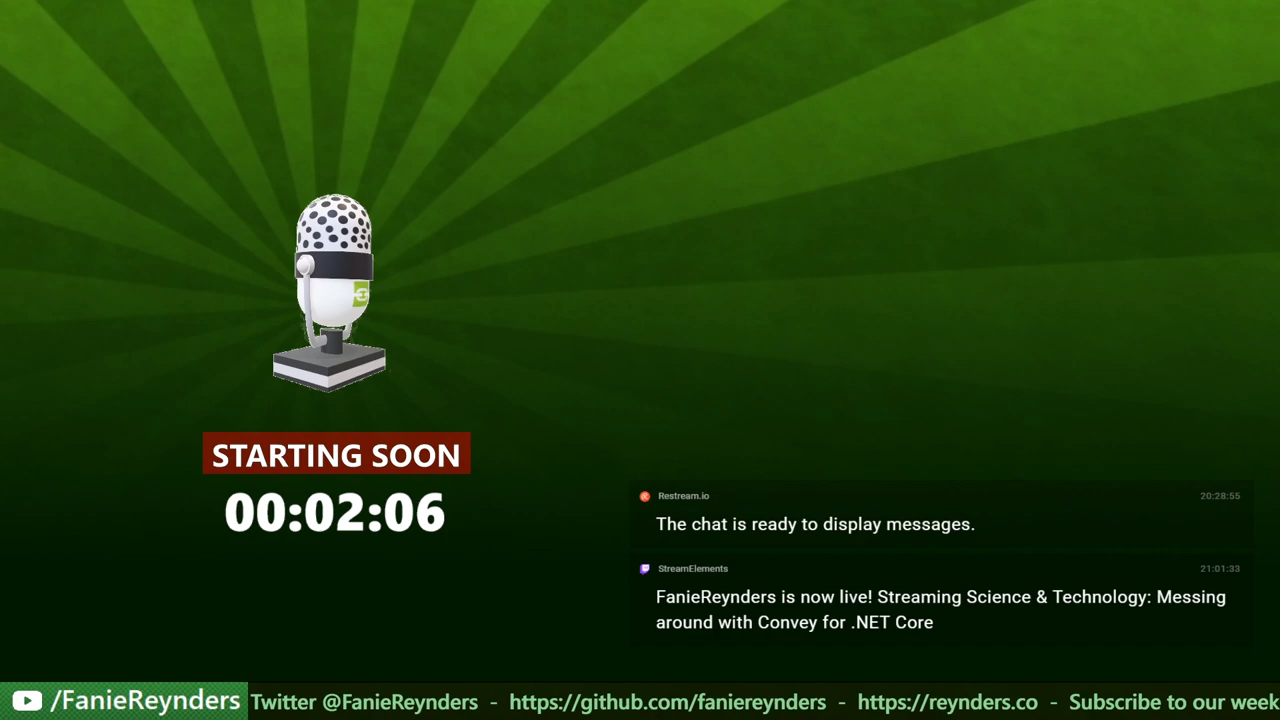 STARTING SOON
00:02:06
Restream.io 20:28:55
The chat is ready to display messages.
StreamElements 21:01:33
FanieReynders is now live! Streaming Science & Technology: Messing
around with Convey for .NET Core
/FanieReynders Twitter @FanieReynders - https://github.com/faniereynders - https://reynders.co - Subscribe to our week